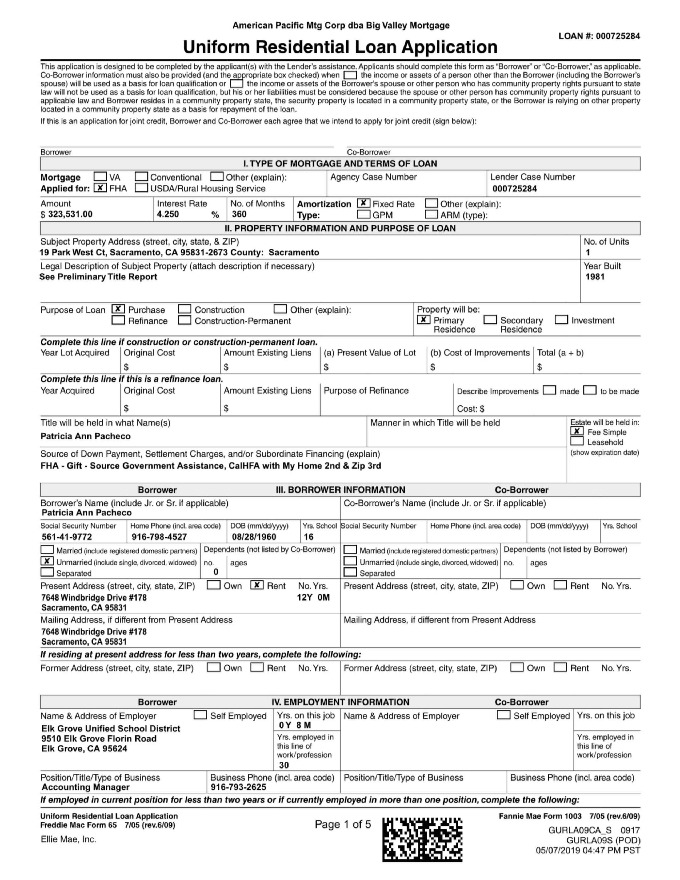 American Pacific Mtg Corp dba Big Valley Mortgage
LOAN #: 000725284
Uniform Residential Loan Application
This application is designed to be completed by the applicant(s) with the Lender's assistance. Applicants should complete this form as "Borrower" or "Co-Borrower," as applicable.
Co-Borrower information must also be provided (and the appropriate box checked) when the income or assets of a person other than the Borrower (including the Borrower's
spouse) will be used as a basis for loan qualification or the income or assets of the Borrower's spouse or other person who has community property rights pursuant to state
law will not be used as a basis for loan qualification, but his or her liabilities must be considered because the spouse or other person has community property rights pursuant to
applicable law and Borrower resides in a community property state, the security property is located in a community property state, or the Borrower is relying on other property
located in a community property state as basis for repayment of the loan.
If this is an application for joint credit, Borrower and Co-Borrower each agree that we intend to apply for joint credit (sign below):
Borrower Co-Borrower
I. TYPE OF MORTGAGE AND TERMS OF LOAN
Mortgage VA Conventional Other (explain): Agency Case Number Lender Case Number
Applied for: X FHA USDA/Rural Housing Service 000725284
Amount Interest Rate No. of Months Amortization X Fixed Rate Other (explain):
$ 323,531.00 4.250 % 360 Type: GPM ARM (type):
II. PROPERTY INFORMATION AND PURPOSE OF LOAN
Subject Property Address (street, city, state, & ZIP) No. of Units
19 Park West Ct, Sacramento, CA 95831-2673 County: Sacramento 1
Legal Description of Subject Property (attach description if necessary) Year Built
See Preliminary Title Report 1981
Purpose of Loan X Purchase Construction Other (explain): Property will be:
Refinance Construction-Permanent X Primary Residence Secondary Residence Investment
Complete this line if construction or construction-permanent loan.
Year Lot Acquired Original Cost Amount Existing Liens (a) Present Value of Lot (b) Cost of Improvements Total (a + b)
$ $ $ $ $
Complete this line if this is a refinance loan.
Year Acquired Original Cost Amount Existing Liens Purpose of Refinance Describe Improvements made to be made
$ $ Cost: $
Title will be held in what Name(s) Manner in which Title will be held Estate will be held in:
Patricia Ann Pacheco X Fee Simple
Leasehold
Source of Down Payment, Settlement Charges, and/or Subordinate Financing (explain) (show expiration date)
FHA - Gift - Source Government Assistance, CalHFA with My Home 2nd & Zip 3rd
Borrower III. BORROWER INFORMATION Co-Borrower
Borrower's Name (include Jr. or Sr. if applicable) Co-Borrower's Name (include Jr. or Sr. if applicable)
Patricia Ann Pacheco
Social Security Number Home Phone (incl. area code) DOB (mm/dd/yyyy) Yrs. School Social Security Number Home Phone (incl. area code) DOB (mm/dd/yyyy) Yrs. School
561-41-9772 916-798-4527 08/28/1960 16
Married (include registered domestic partners) Dependents (not listed by Co-Borrower) Married (include registered domestic partners) Dependents (not listed by Borrower)
X Unmarried (include single, divorced, widowed) no. ages Unmarried (include single, divorced, widowed) no. ages
Separated 0 Separated
Present Address (street, city, state, ZIP) Own X Rent No. Yrs. Present Address (street, city, state, ZIP) Own Rent No. Yrs.
7648 Windbridge Drive #178 12Y 0M
Sacramento, CA 95831
Mailing Address, if different from Present Address Mailing Address, if different from Present Address
7648 Windbridge Drive #178
Sacramento, CA 95831
If residing at present address for less than two years, complete the following:
Former Address (street, city, state, ZIP) Own Rent No. Yrs. Former Address (street, city, state, ZIP) Own Rent No. Yrs.
Borrower IV. EMPLOYMENT INFORMATION Co-Borrower
Name & Address of Employer Self Employed Yrs. on this job Name & Address of Employer Self Employed Yrs. on this job
Elk Grove Unified School District 0 Y 8 M
9510 Elk Grove Florin Road Yrs. employed in this line of work/profession Yrs. employed in this line of work/profession
Elk Grove, CA 95624
30
Position/Title/Type of Business Business Phone (incl. area code) Position/Title/Type of Business Business Phone (incl. area code)
Accounting Manager 916-793-2625
If employed in current position for less than two years or if currently employed in more than one position, complete the following:
Uniform Residential Loan Application Fannie Mae Form 1003 7/05 (rev.6/09)
Freddie Mac Form 65 7/05 (rev.6/09) Page 1 of 5
GURLA09CA_S 0917
Ellie Mae, Inc. GURLA09S (POD)
05/07/2019 04:47 PM PST